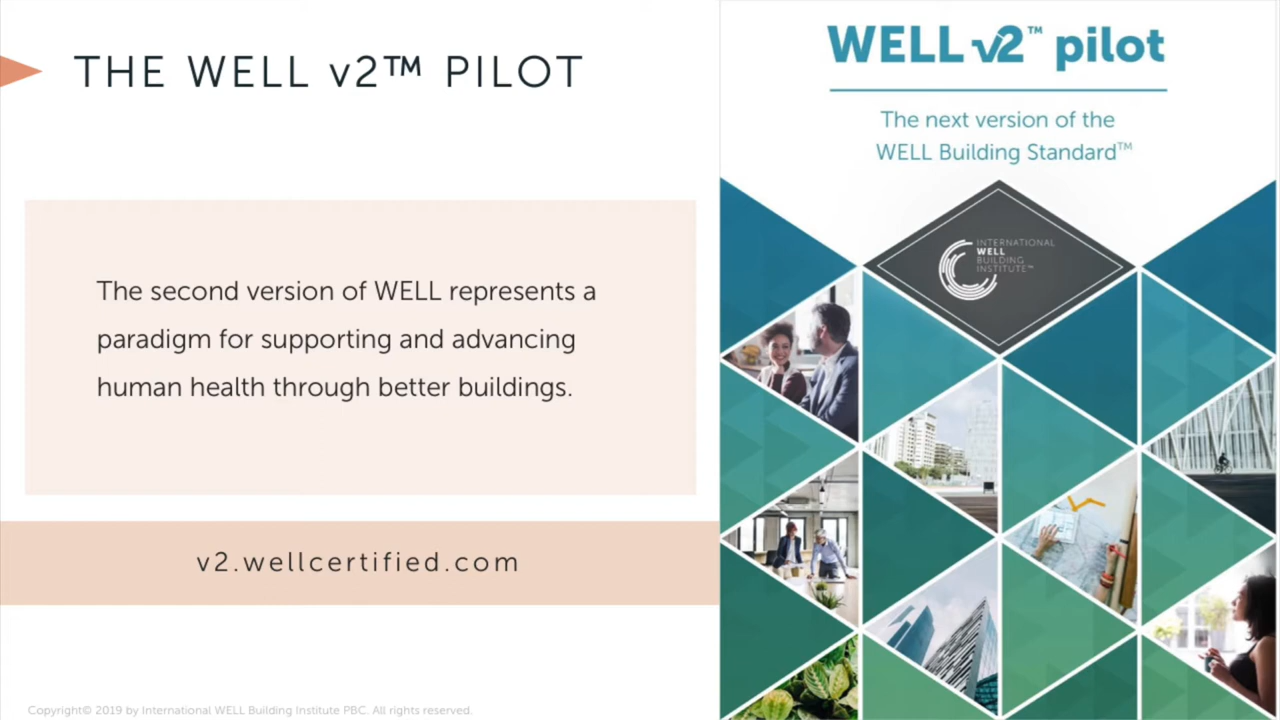 THE WELL v2™ PILOT
The second version of WELL represents a
paradigm for supporting and advancing
human health through better buildings.
v2.wellcertified.com
Copyright© 2019 by International WELL Building Institute PBC. All rights reserved.
WELL v2™ pilot
The next version of the
WELL Building Standard™
INTERNATIONAL
WELL
BUILDING
INSTITUTE™